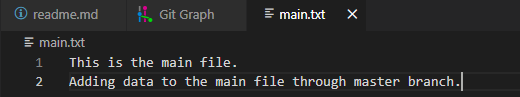 readme.md
Git Graph
main.txt
main.txt
1 This is the main file.
2 Adding data to the main file through master branch.